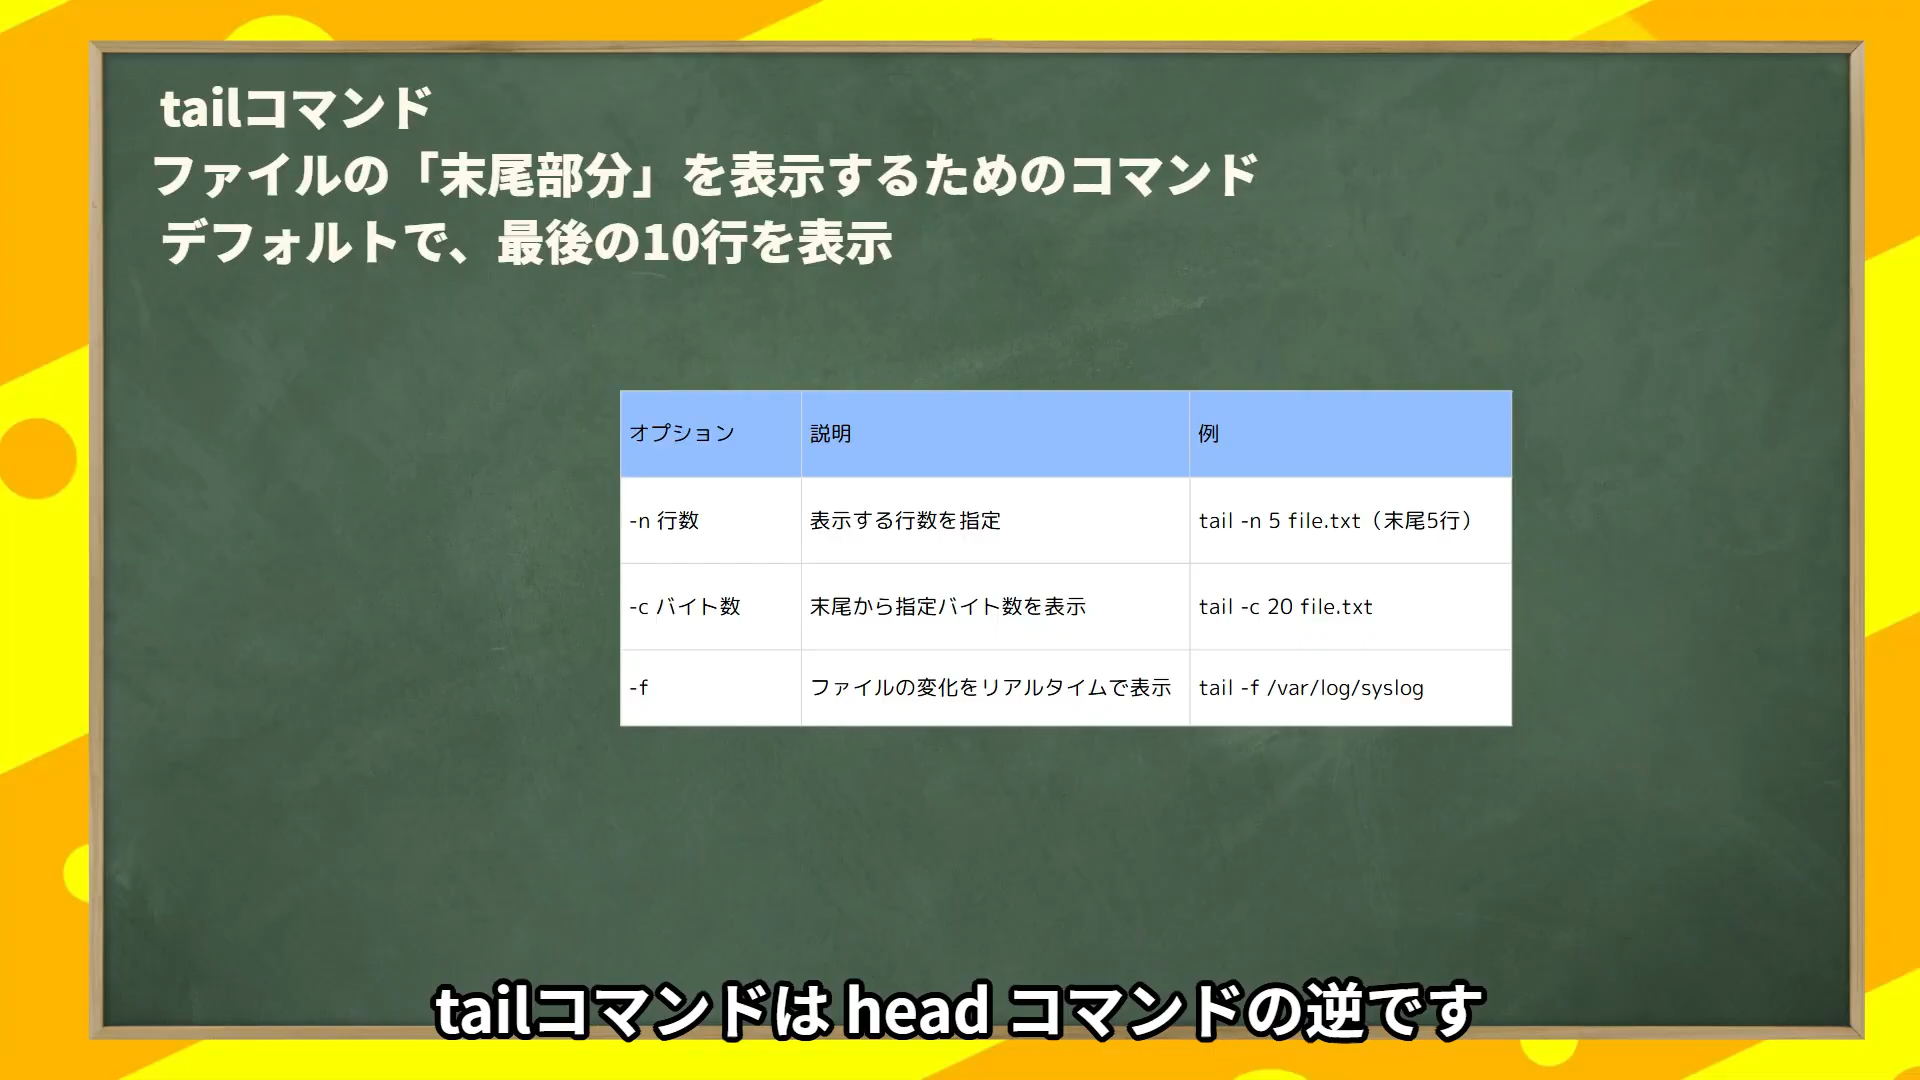 tailコマンド
ファイルの「末尾部分」を表示するためのコマンド
デフォルトで、最後の10行を表示
オプション 説明 例
-n 行数 表示する行数を指定 tail -n 5 file.txt（末尾5行）
-c バイト数 末尾から指定バイト数を表示 tail -c 20 file.txt
-f ファイルの変化をリアルタイムで表示 tail -f /var/log/syslog
tailコマンドは head コマンドの逆です